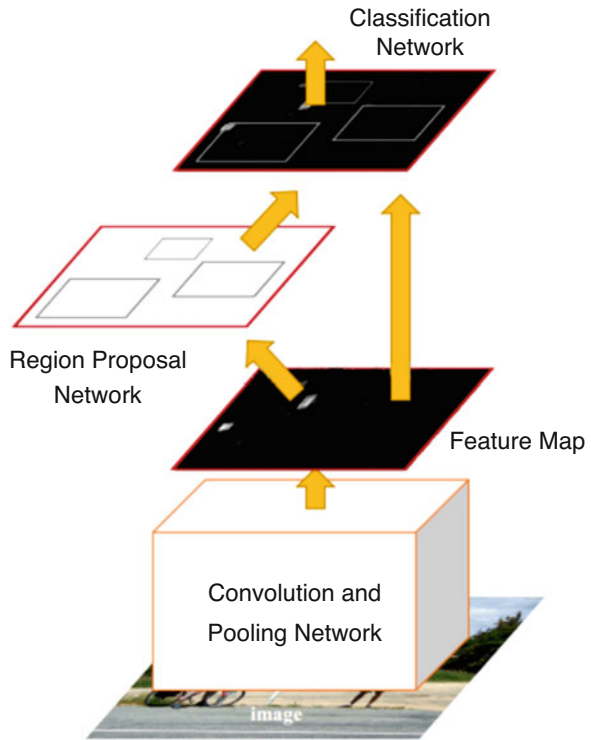 Classification
Network
Region Proposal
Network
Feature Map
Convolution and
Pooling Network
image